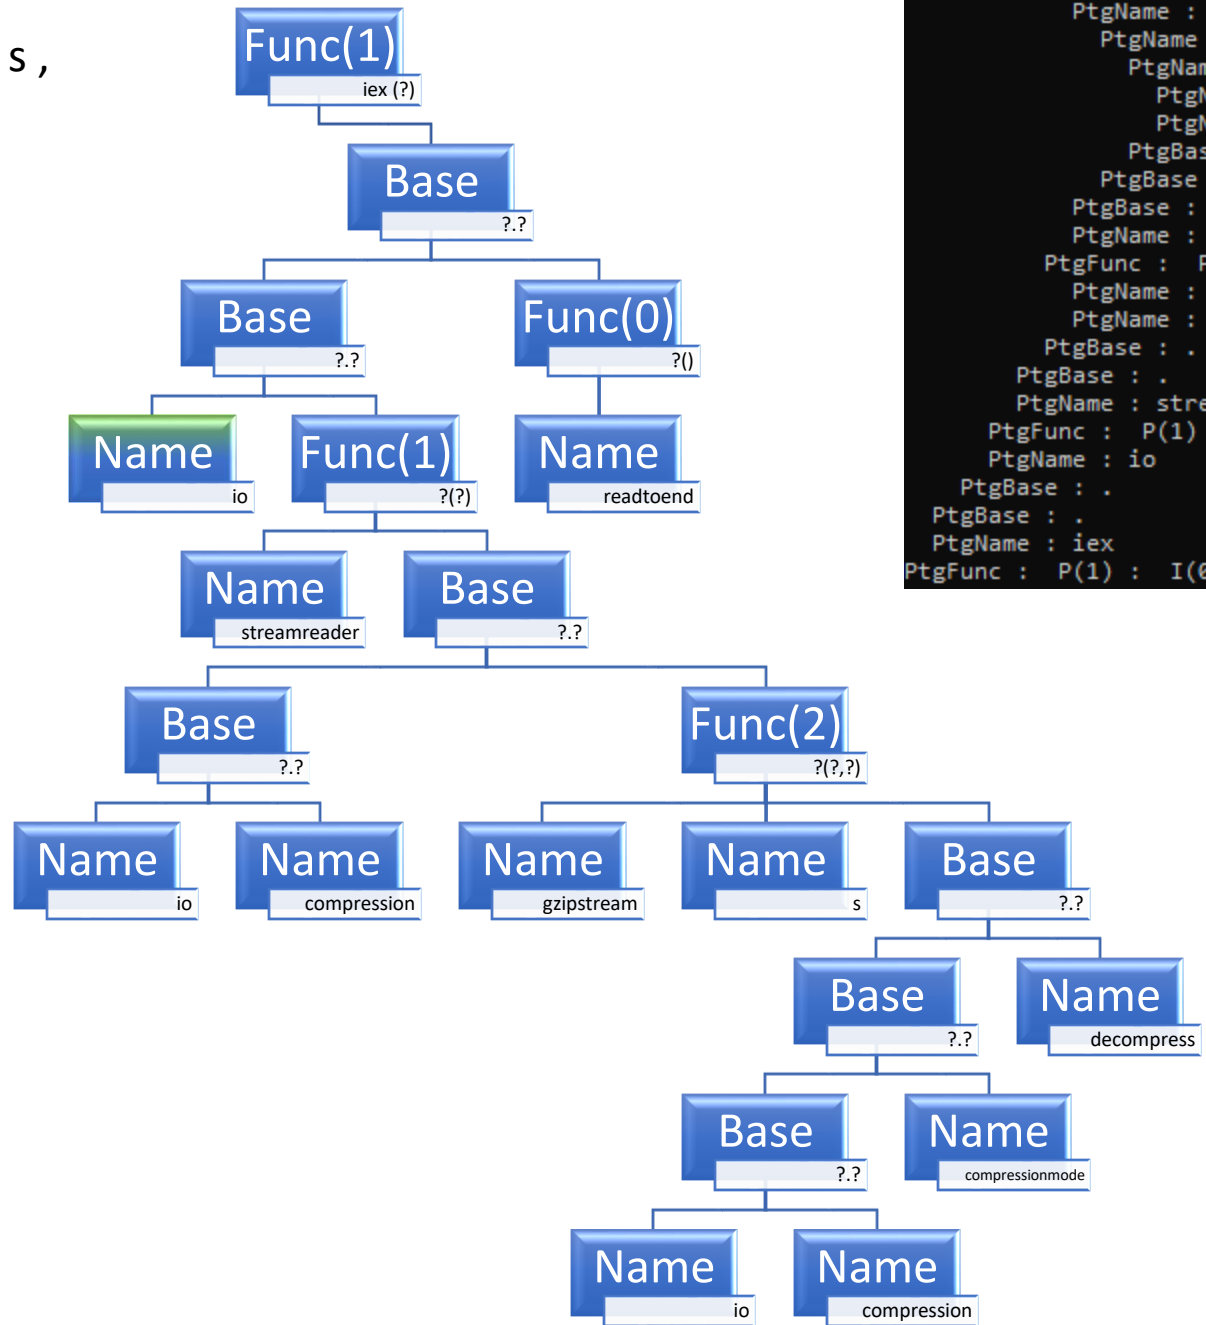 s ,
Func(1)
iex (?)
Base
?.?
Base
?.?
Func(0)
?()
Name
io
Func(1)
?(?)
Name
readtoend
Name
streamreader
Base
?.?
Base
?.?
Func(2)
?(?,?)
Name
io
Name
compression
Name
gzipstream
Name
s
Base
?.?
Base
?.?
Name
decompress
Base
?.?
Name
compressionmode
Name
io
Name
compression
PtgName :
PtgName
PtgBase
PtgBase :
PtgName :
PtgFunc :
PtgName :
PtgName :
PtgBase : .
PtgBase : .
PtgName :
PtgFunc : P(1)
PtgName : io
PtgBase : .
PtgBase : .
PtgName : iex
PtgFunc : P(1) :